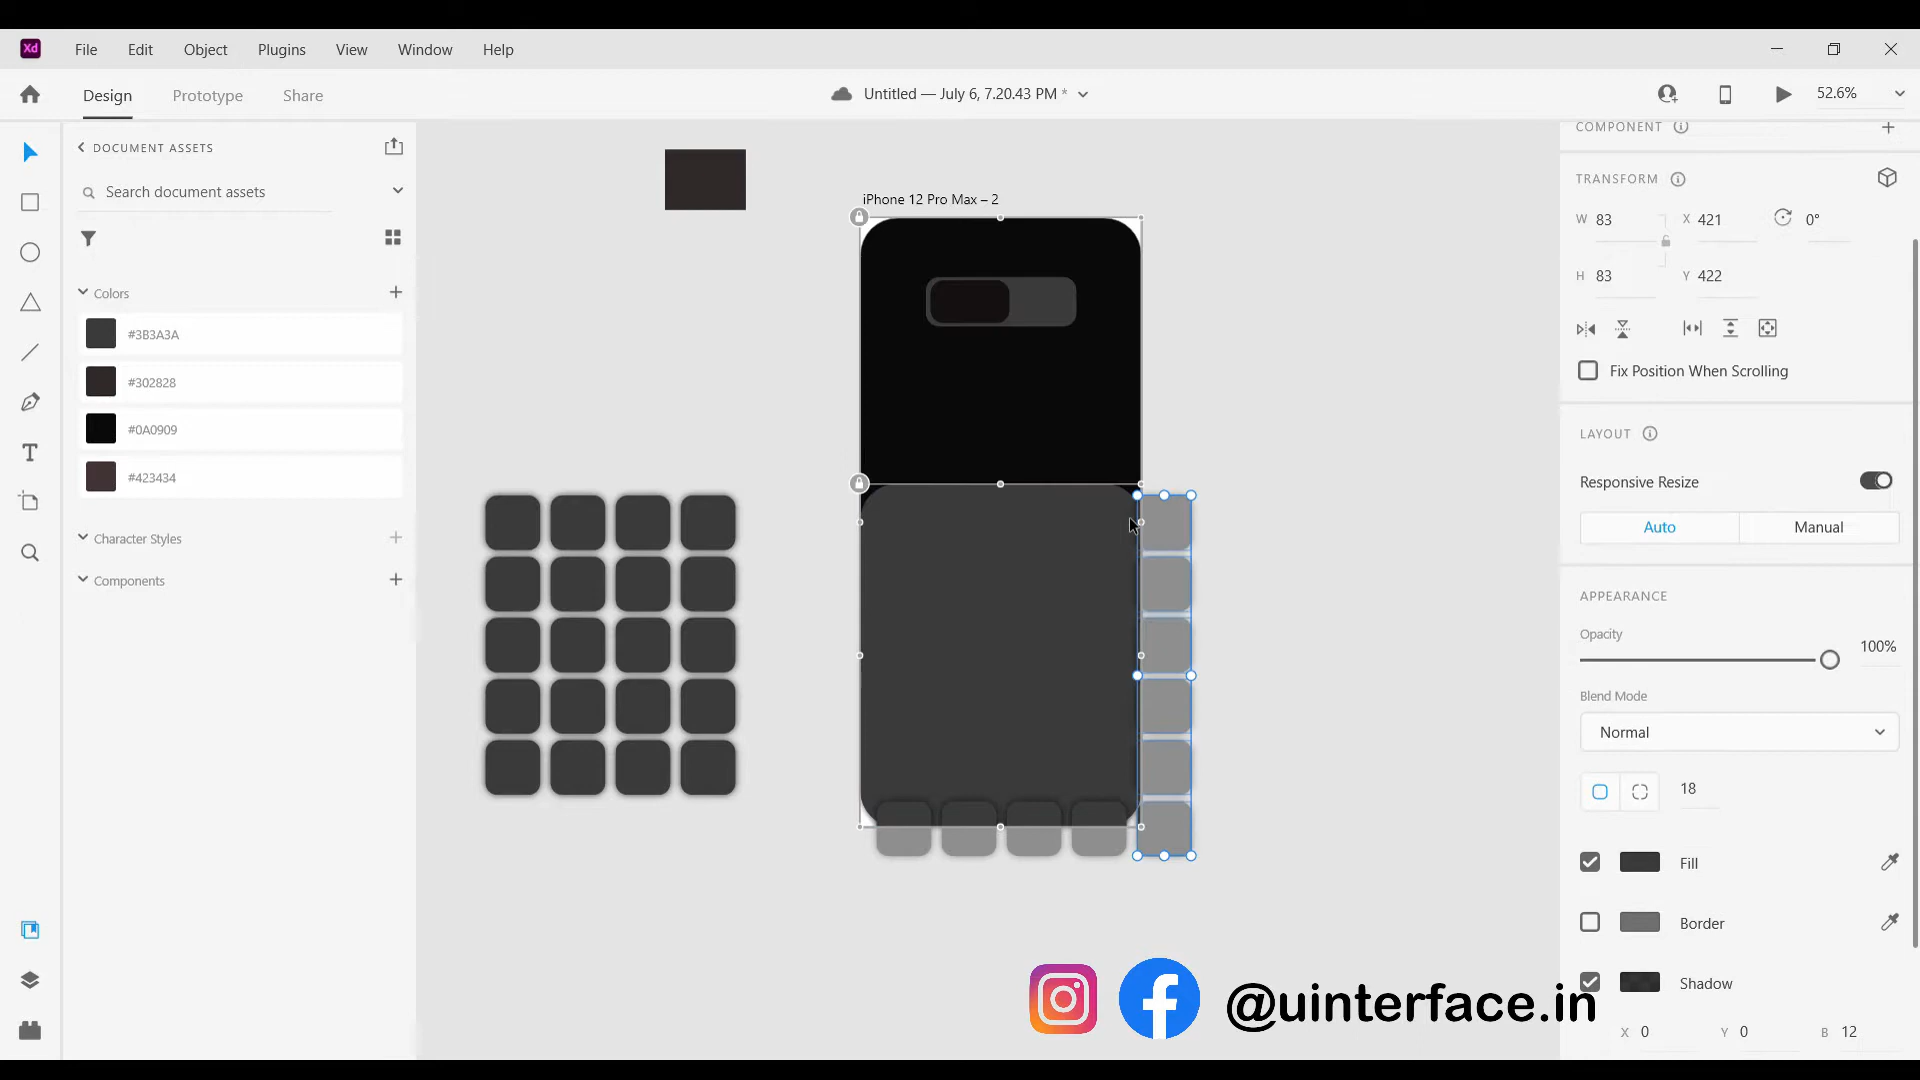 Xd File Edit Object Plugins View Window Help
Design Prototype Share
Untitled — July 6, 7.20.43 PM *
52.6%
DOCUMENT ASSETS
Search document assets
Colors
#3B3A3A
#302828
#0A0909
#423434
Character Styles
Components
iPhone 12 Pro Max – 2
COMPONENT
TRANSFORM
W 83 X 421 0°
H 83 Y 422
Fix Position When Scrolling
LAYOUT
Responsive Resize
Auto Manual
APPEARANCE
Opacity
100%
Blend Mode
Normal
18
Fill
Border
Shadow
X 0 Y 0 B 12
@uinterface.in